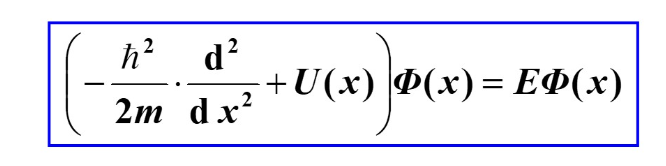 (-ħ²/2m · d²/dx² + U(x))Φ(x) = EΦ(x)